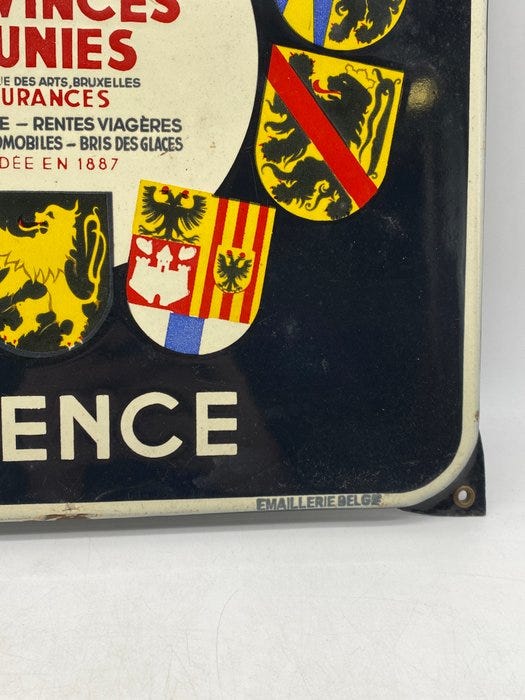 VINCES
UNIES
UE DES ARTS, BRUXELLES
URANCES
E – RENTES VIAGÈRES
OMOBILES – BRIS DES GLACES
DÉE EN 1887
ENCE
EMAILLERIE BELGE